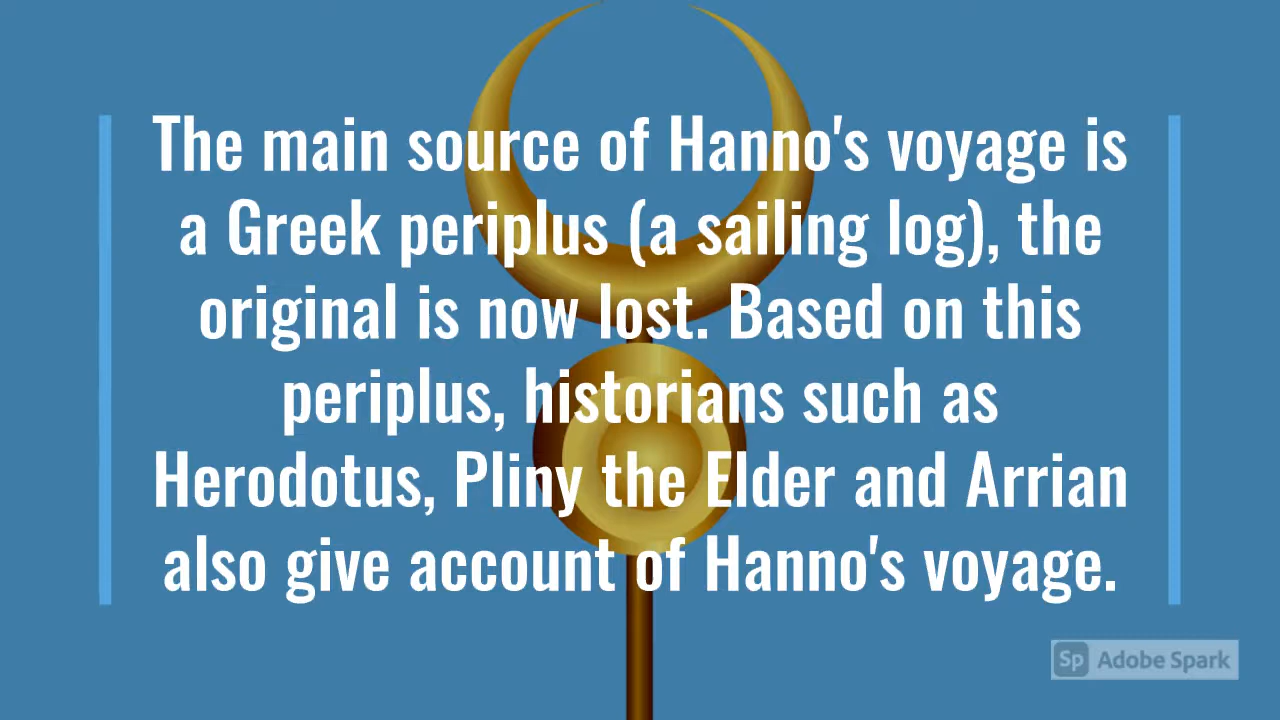 The main source of Hanno's voyage is
a Greek periplus (a sailing log), the
original is now lost. Based on this
periplus, historians such as
Herodotus, Pliny the Elder and Arrian
also give account of Hanno's voyage.
Sp Adobe Spark